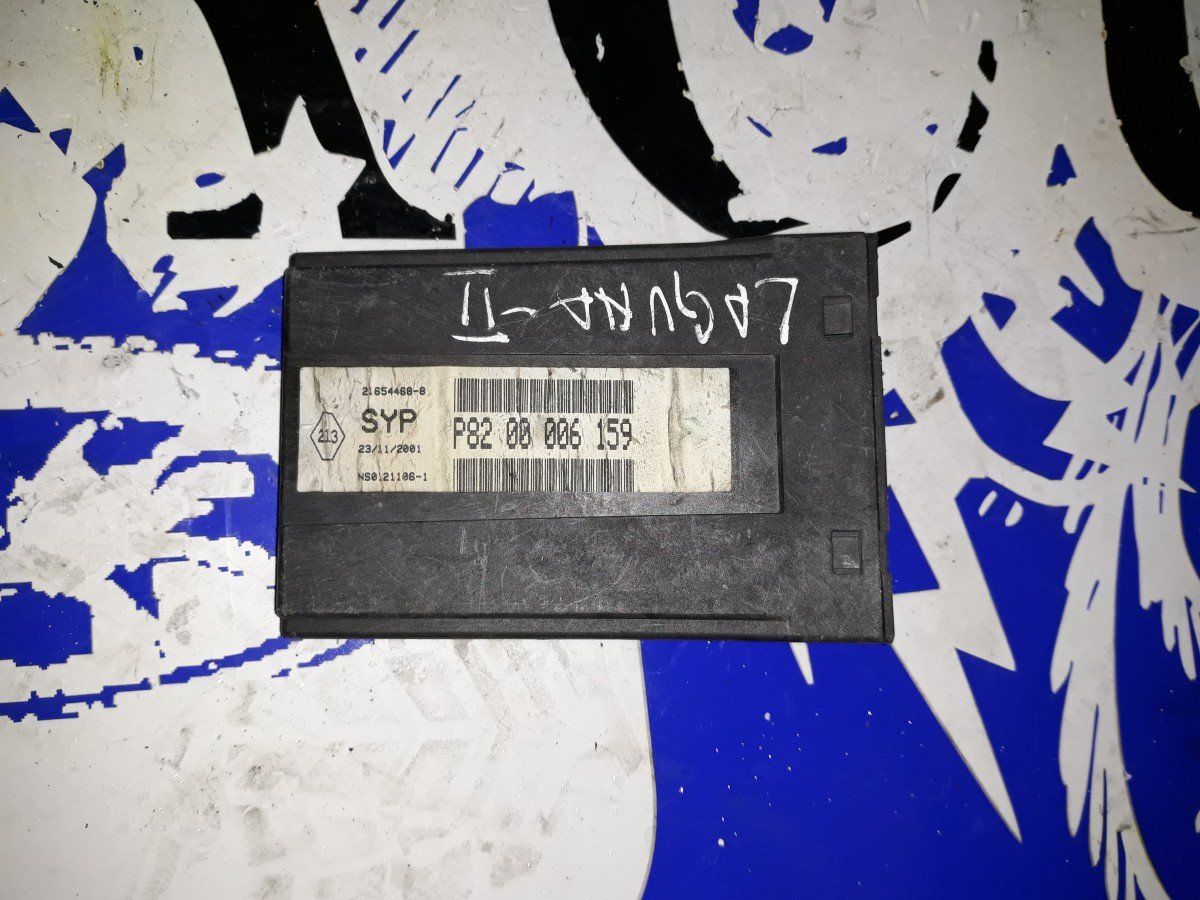 LAGUNA II
21654468-8
213
SYP
P82 00 006 159
23/11/2001
NS0121106-1